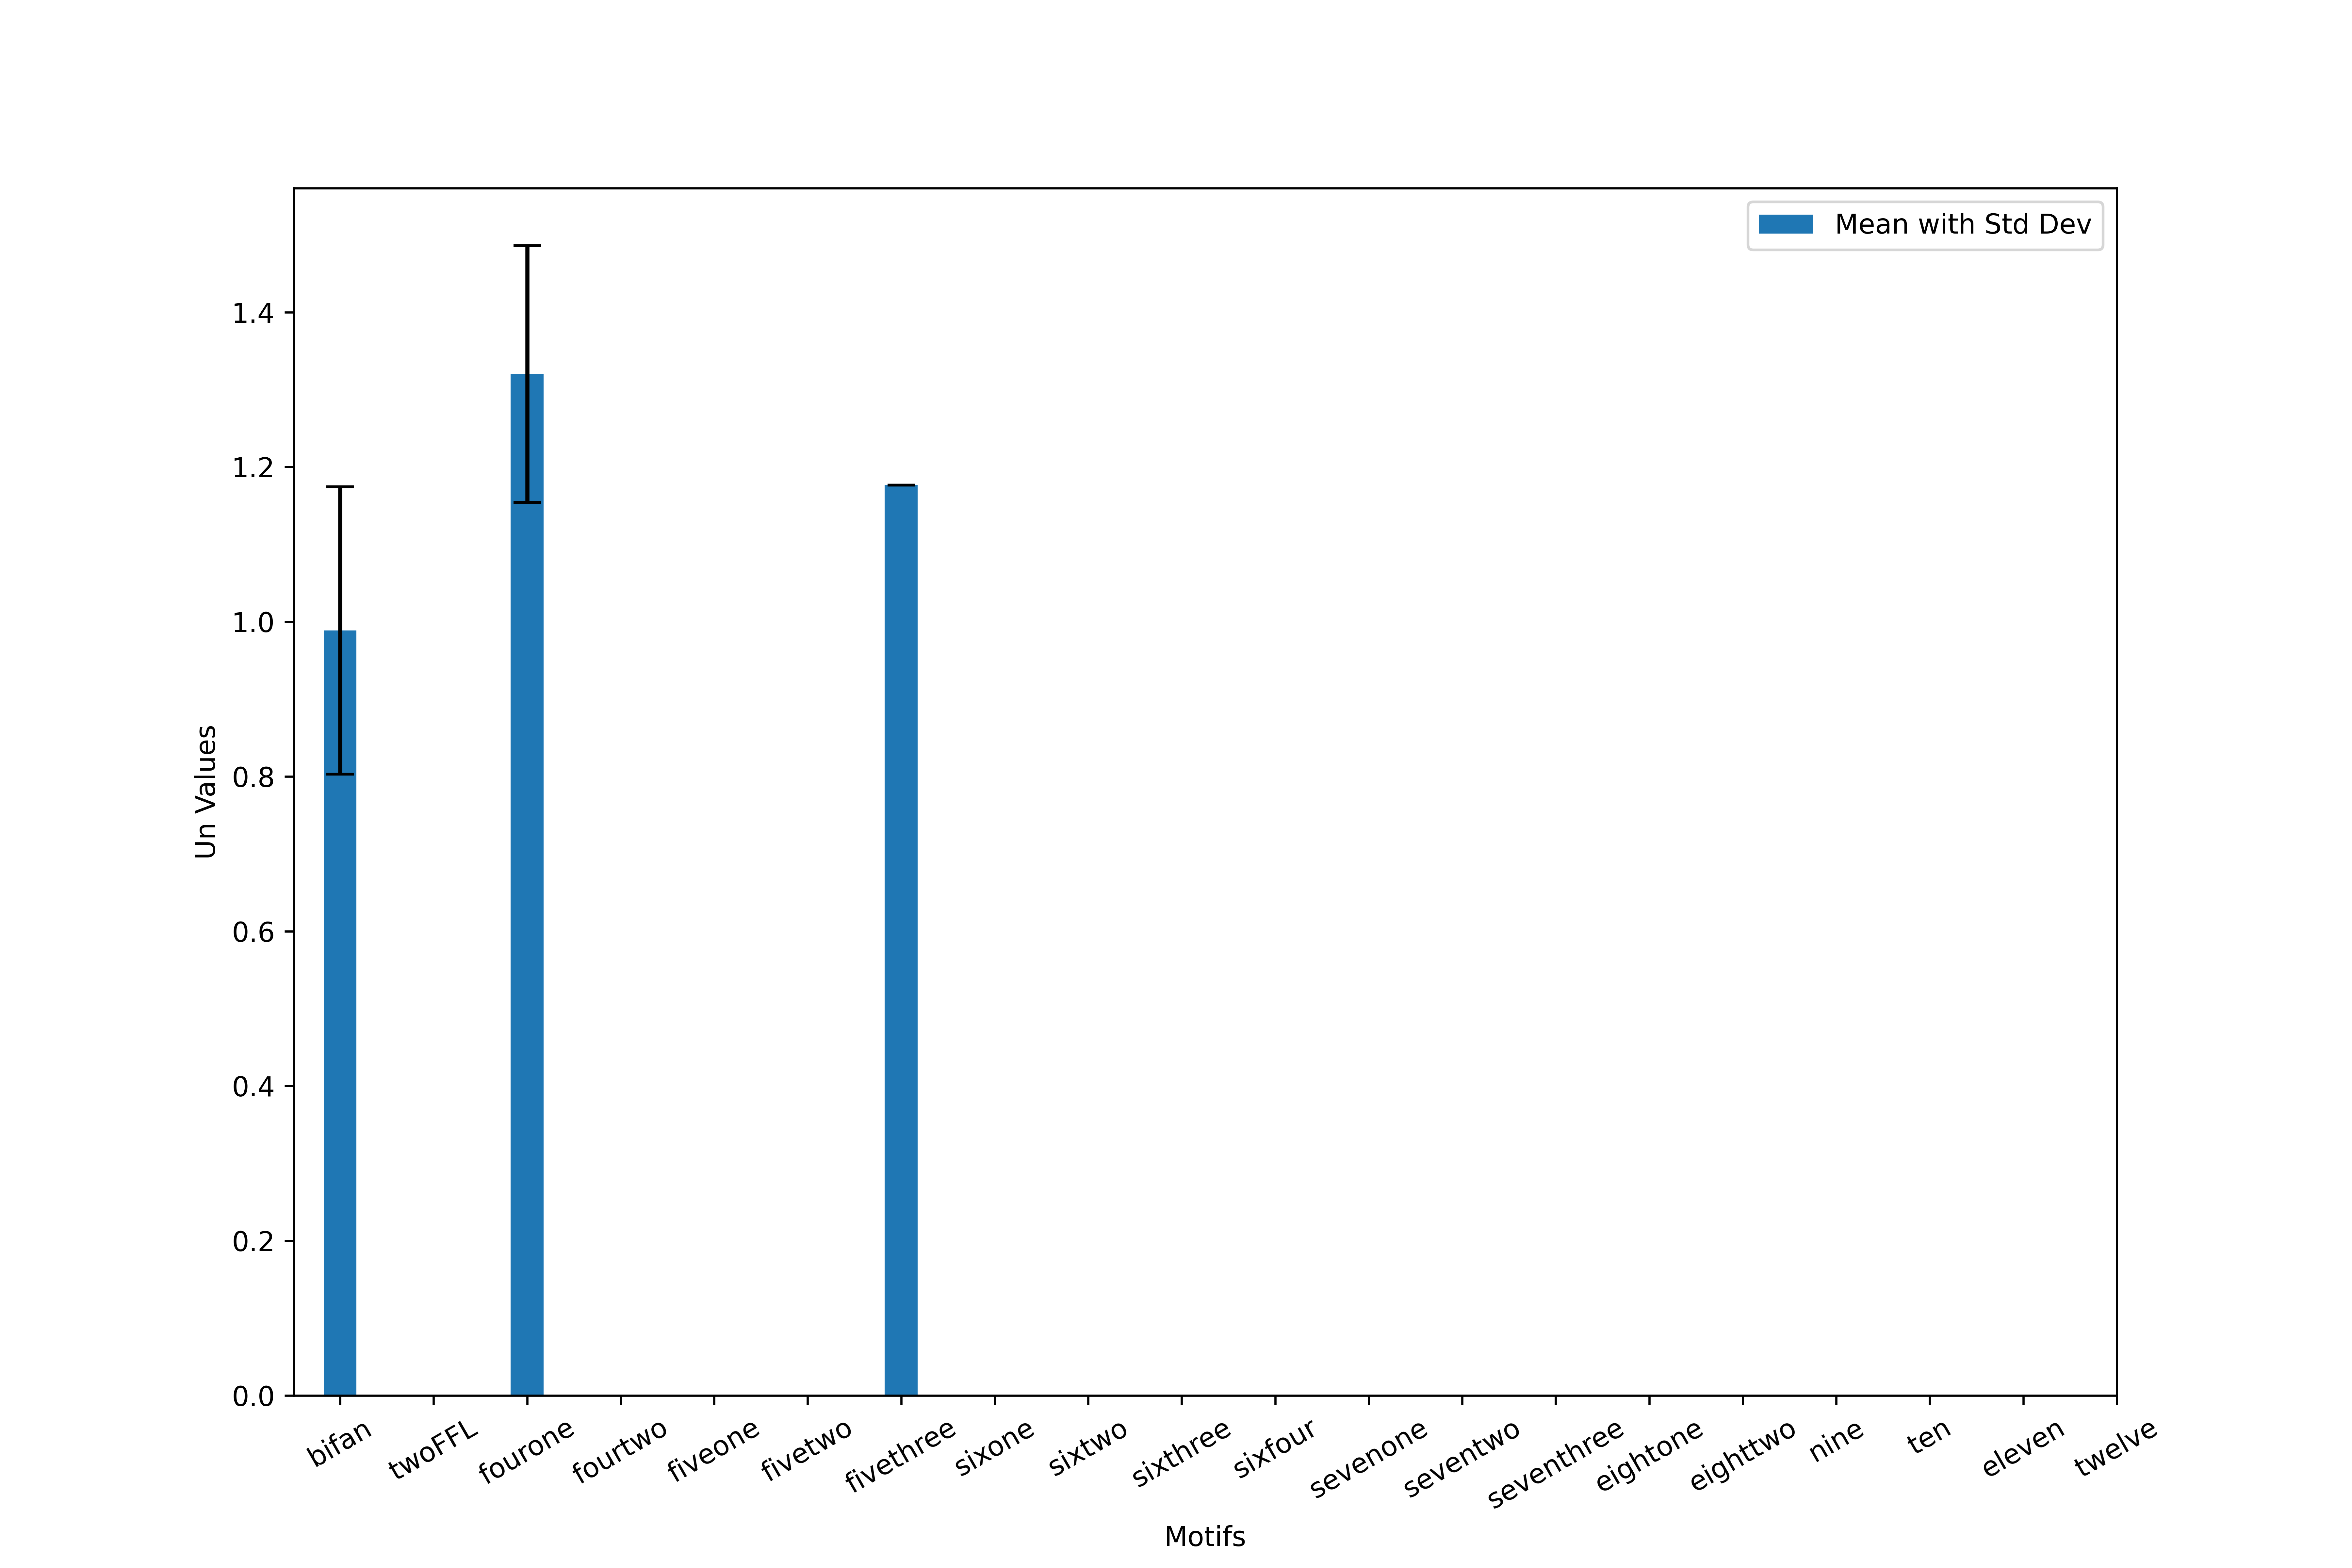 Mean with Std Dev
1.4
1.2
1.0
0.8
0.6
0.4
0.2
0.0
Un Values
bifan
twoFFL
fourone
fourtwo
fiveone
fivetwo
fivethree
sixone
sixtwo
sixthree
sixfour
sevenone
seventwo
seventhree
eightone
eighttwo
nine
ten
eleven
twelve
Motifs